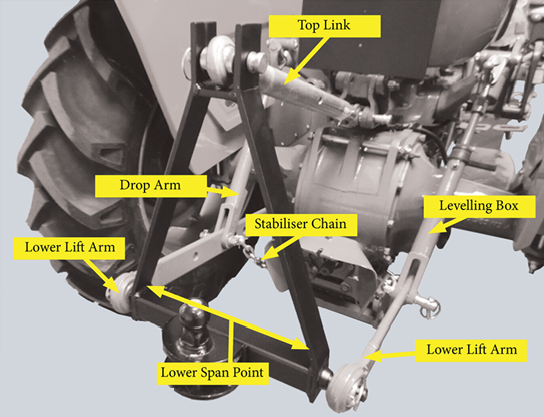 Top Link
Drop Arm
Levelling Box
Stabiliser Chain
Lower Lift Arm
Lower Lift Arm
Lower Span Point